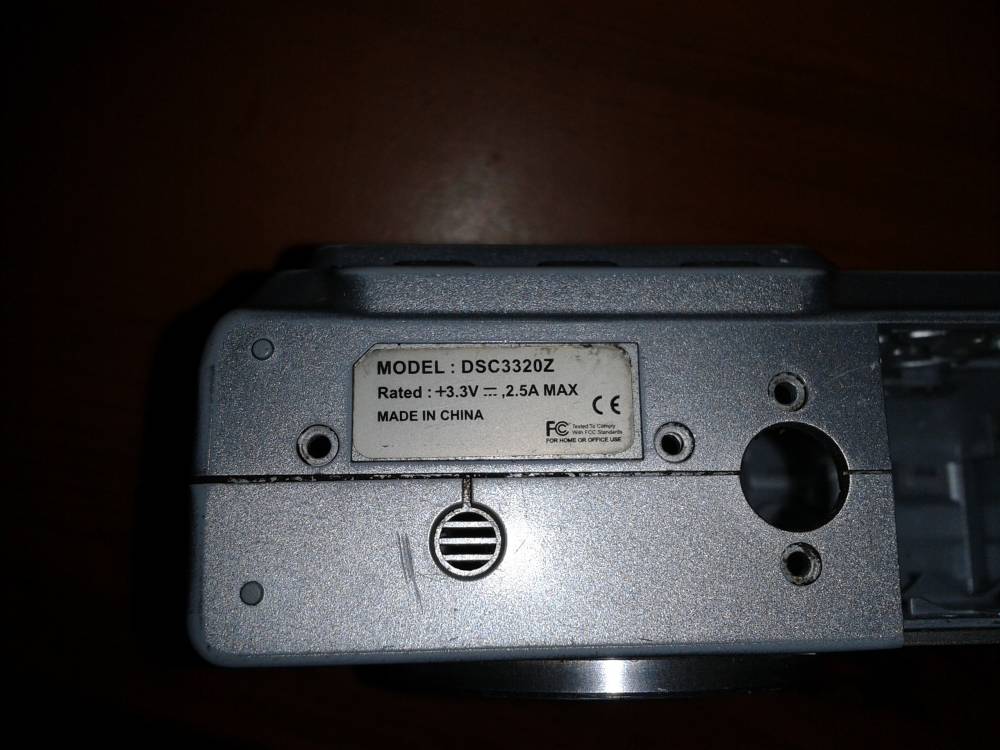 MODEL : DSC3320Z
Rated : +3.3V ⎓ ,2.5A MAX
MADE IN CHINA
CE
FC Tested To Comply
With FCC Standards
FOR HOME OR OFFICE USE